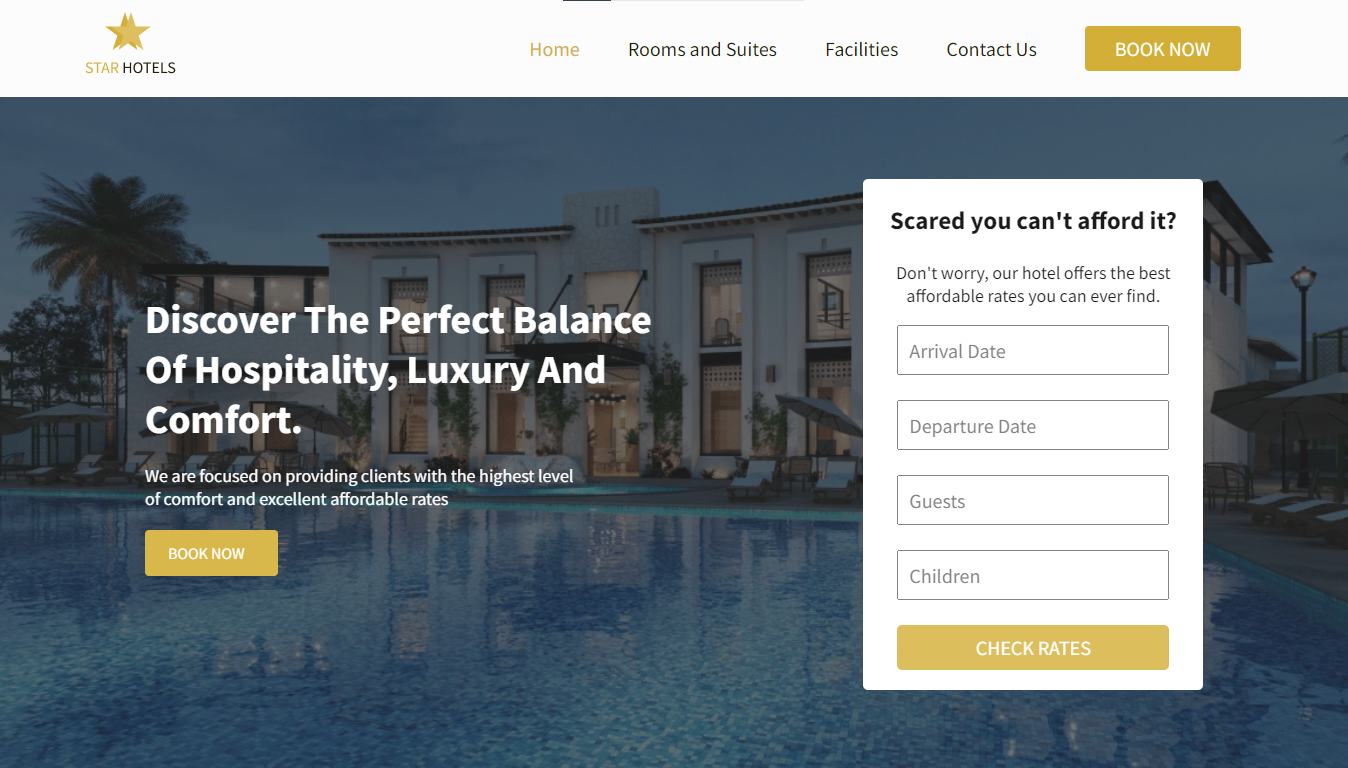 STAR HOTELS
Home
Rooms and Suites
Facilities
Contact Us
BOOK NOW
Discover The Perfect Balance
Of Hospitality, Luxury And
Comfort.
We are focused on providing clients with the highest level
of comfort and excellent affordable rates
BOOK NOW
Scared you can't afford it?
Don't worry, our hotel offers the best
affordable rates you can ever find.
Arrival Date
Departure Date
Guests
Children
CHECK RATES